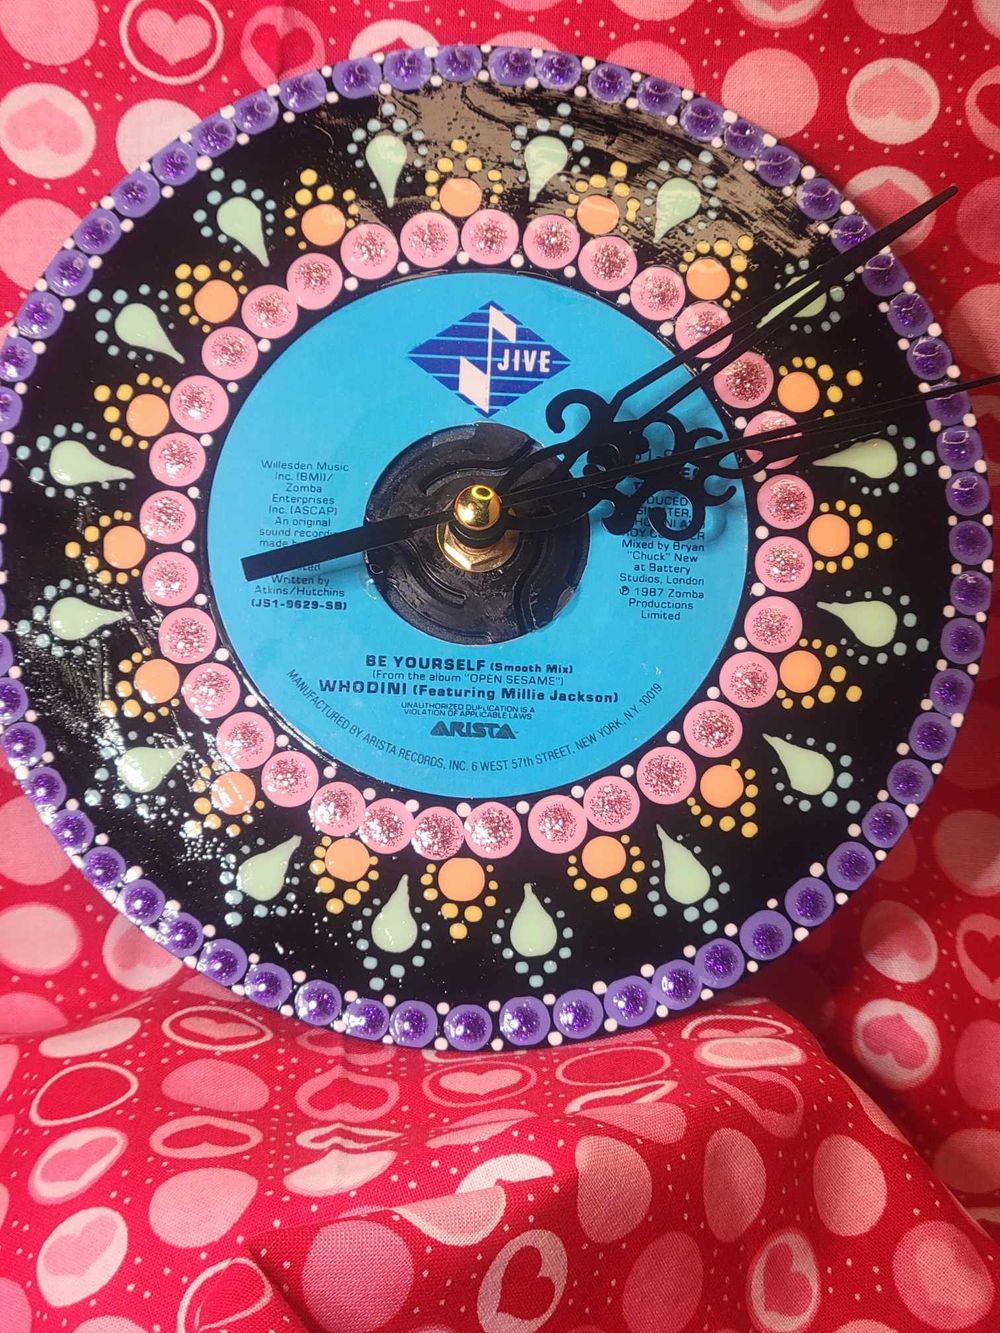 JIVE
Willesden Music
Inc. (BMI)/
Zomba
Enterprises
Inc. (ASCAP)
An original
sound
made
Written by
Atkins/Hutchins
(JS1-9629-SB)
Mixed by Bryan
"Chuck" New
at Battery
Studios, London
℗ 1987 Zomba
Productions
Limited
BE YOURSELF (Smooth Mix)
(From the album "OPEN SESAME")
WHODINI (Featuring Millie Jackson)
UNAUTHORIZED DUPLICATION IS A
VIOLATION OF APPLICABLE LAWS
ARISTA
MANUFACTURED BY ARISTA RECORDS, INC. 6 WEST 57th STREET, NEW YORK, N.Y. 10019